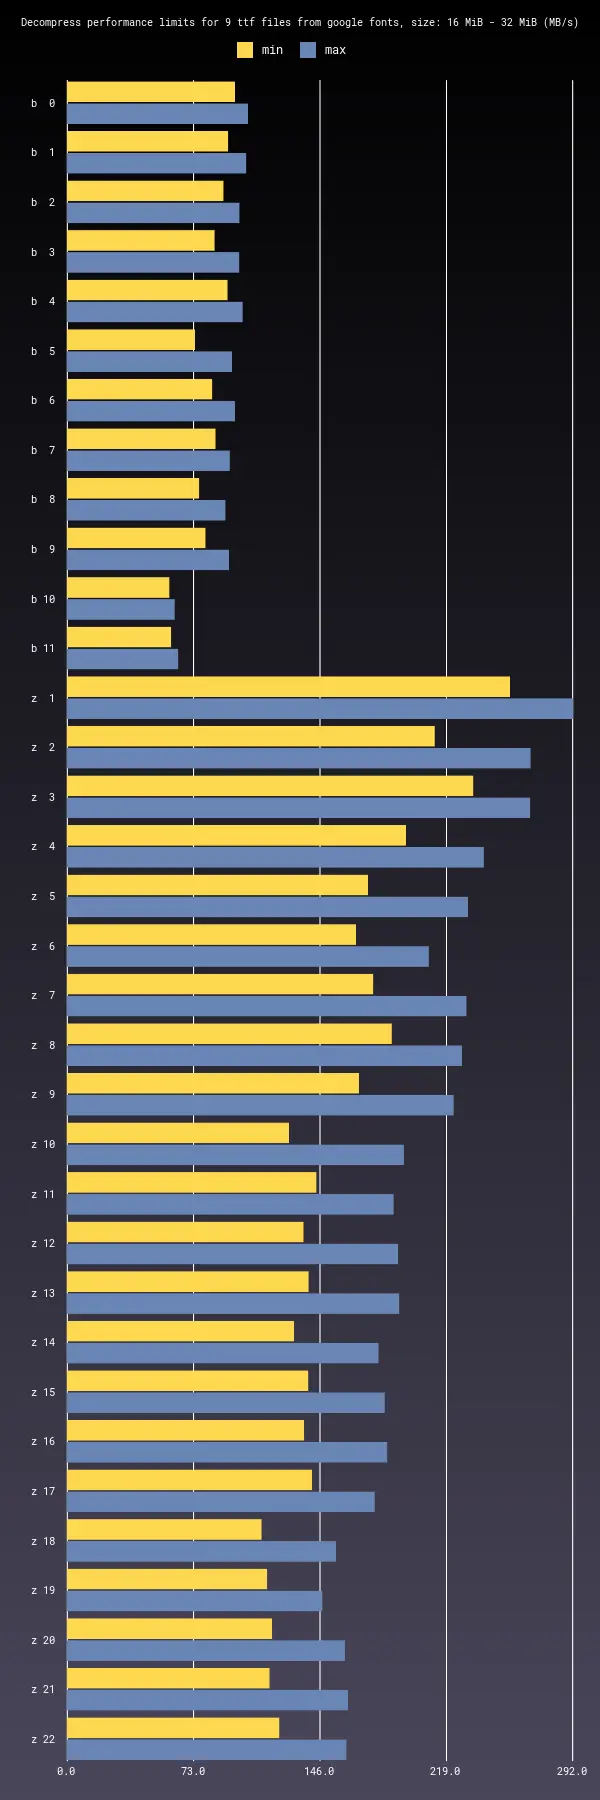 Decompress performance limits for 9 ttf files from google fonts, size: 16 MiB - 32 MiB (MB/s)
min max
b 0
b 1
b 2
b 3
b 4
b 5
b 6
b 7
b 8
b 9
b 10
b 11
z 1
z 2
z 3
z 4
z 5
z 6
z 7
z 8
z 9
z 10
z 11
z 12
z 13
z 14
z 15
z 16
z 17
z 18
z 19
z 20
z 21
z 22
0.0 73.0 146.0 219.0 292.0